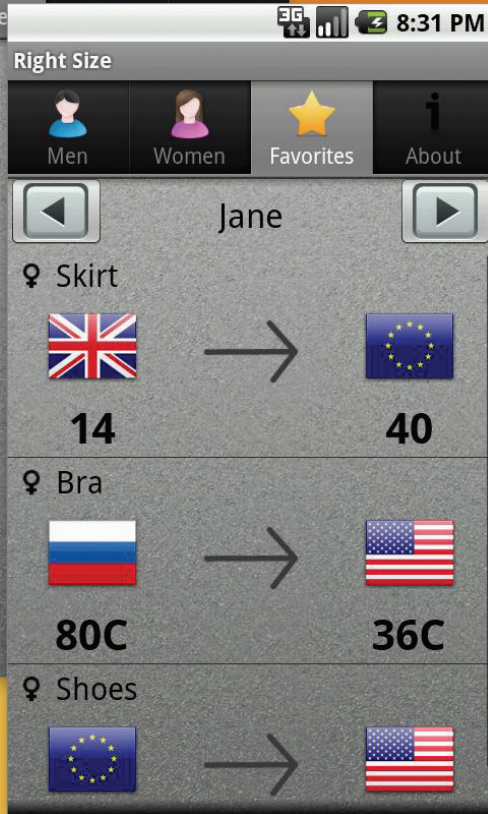 3G 8:31 PM
Right Size
Men Women Favorites About
Jane
Skirt
14 40
Bra
80C 36C
Shoes